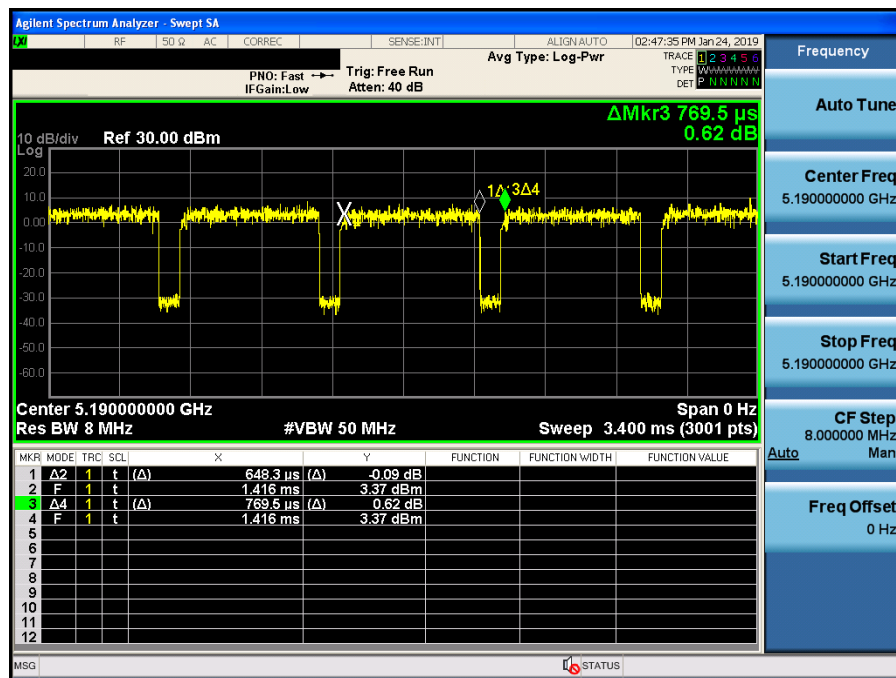 Agilent Spectrum Analyzer - Swept SA
LXI RF 50 Ω AC CORREC SENSE:INT ALIGN AUTO 02:47:35 PM Jan 24, 2019
Avg Type: Log-Pwr
TRACE 1 2 3 4 5 6
TYPE WWWWWW
DET P N N N N N
PNO: Fast Trig: Free Run
IFGain:Low Atten: 40 dB
ΔMkr3 769.5 µs
0.62 dB
10 dB/div Ref 30.00 dBm
Log
20.0
10.0
0.00
-10.0
-20.0
-30.0
-40.0
-50.0
-60.0
3Δ4
X
Center 5.190000000 GHz Span 0 Hz
Res BW 8 MHz #VBW 50 MHz Sweep 3.400 ms (3001 pts)
MKR MODE TRC SCL X Y FUNCTION FUNCTION WIDTH FUNCTION VALUE
1 Δ2 1 t (Δ) 648.3 µs (Δ) -0.09 dB
2 F 1 t 1.416 ms 3.37 dBm
3 Δ4 1 t (Δ) 769.5 µs (Δ) 0.62 dB
4 F 1 t 1.416 ms 3.37 dBm
5
6
7
8
9
10
11
12
MSG STATUS
Frequency
Auto Tune
Center Freq
5.190000000 GHz
Start Freq
5.190000000 GHz
Stop Freq
5.190000000 GHz
CF Step
8.000000 MHz
Auto Man
Freq Offset
0 Hz